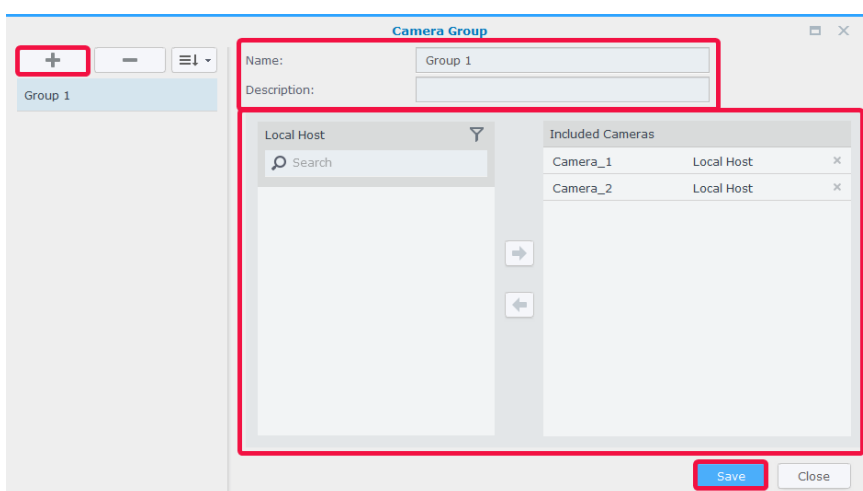 Camera Group
Group 1
Name: Group 1
Description:
Local Host
Search
Included Cameras
Camera_1 Local Host
Camera_2 Local Host
Save Close